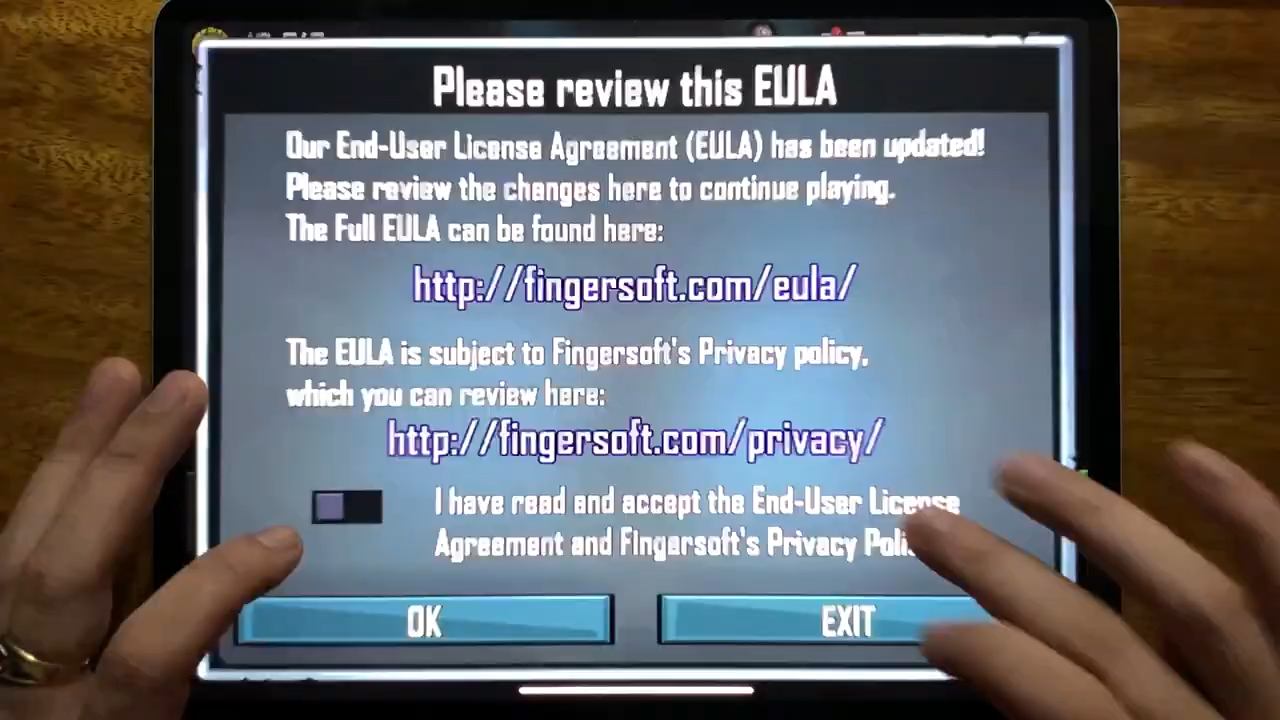 Please review this EULA
Our End-User License Agreement (EULA) has been updated!
Please review the changes here to continue playing.
The Full EULA can be found here:
http://fingersoft.com/eula/
The EULA is subject to Fingersoft's Privacy policy,
which you can review here:
http://fingersoft.com/privacy/
I have read and accept the End-User License
Agreement and Fingersoft's Privacy
OK
EXIT